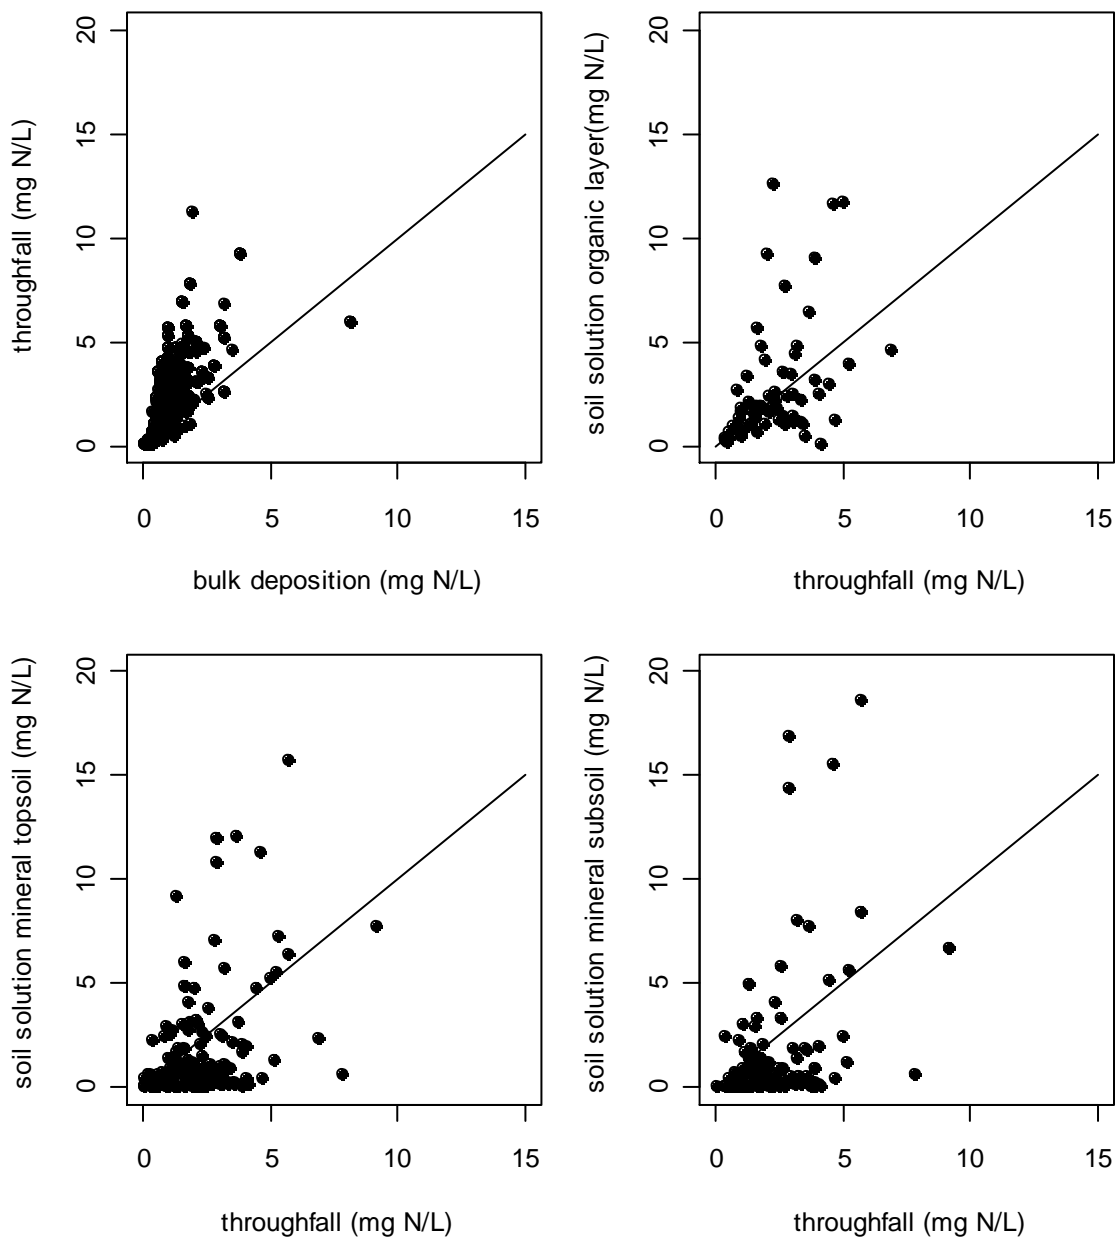 throughfall (mg N/L)
20
15
10
5
0
0 5 10 15
bulk deposition (mg N/L)
soil solution organic layer(mg N/L)
20
15
10
5
0
0 5 10 15
throughfall (mg N/L)
soil solution mineral topsoil (mg N/L)
20
15
10
5
0
0 5 10 15
throughfall (mg N/L)
soil solution mineral subsoil (mg N/L)
20
15
10
5
0
0 5 10 15
throughfall (mg N/L)